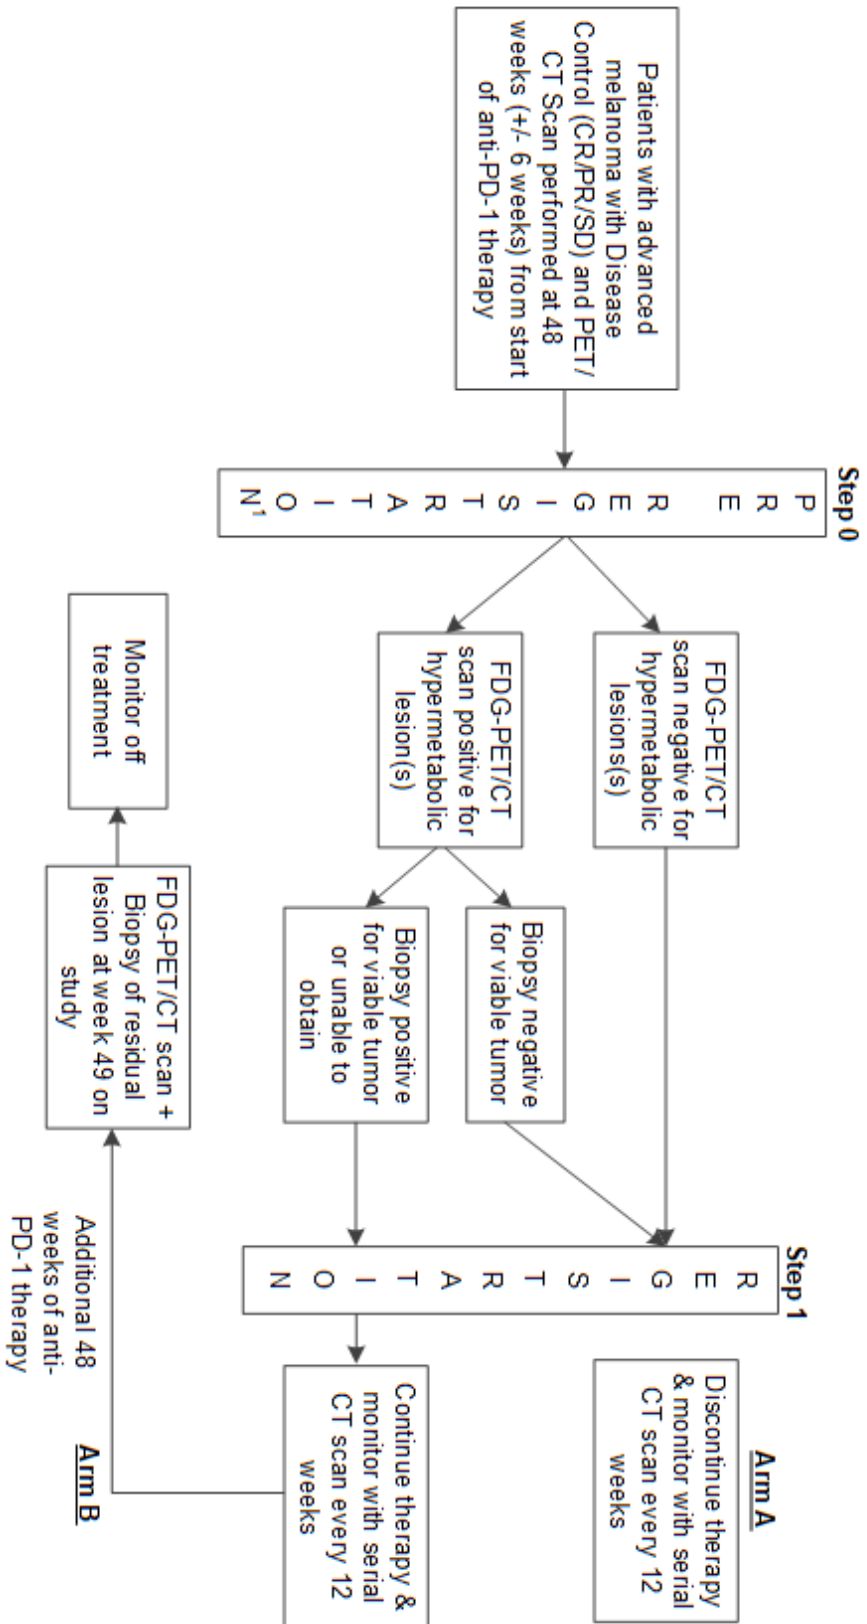 Patients with advanced
melanoma with Disease
Control (CR/PR/SD) and PET/
CT Scan performed at 48
weeks (+/- 6 weeks) from start
of anti-PD-1 therapy
Step 0
P R E R E G I S T R A T I O N¹
FDG-PET/CT
scan negative for
hypermetabolic
lesions(s)
FDG-PET/CT
scan positive for
hypermetabolic
lesion(s)
Biopsy negative
for viable tumor
Biopsy positive
for viable tumor
or unable to
obtain
Step 1
R E G I S T R A T I O N
Arm A
Discontinue therapy
& monitor with serial
CT scan every 12
weeks
Continue therapy &
monitor with serial
CT scan every 12
weeks
Arm B
Additional 48
weeks of anti-
PD-1 therapy
FDG-PET/CT scan +
Biopsy of residual
lesion at week 49 on
study
Monitor off
treatment